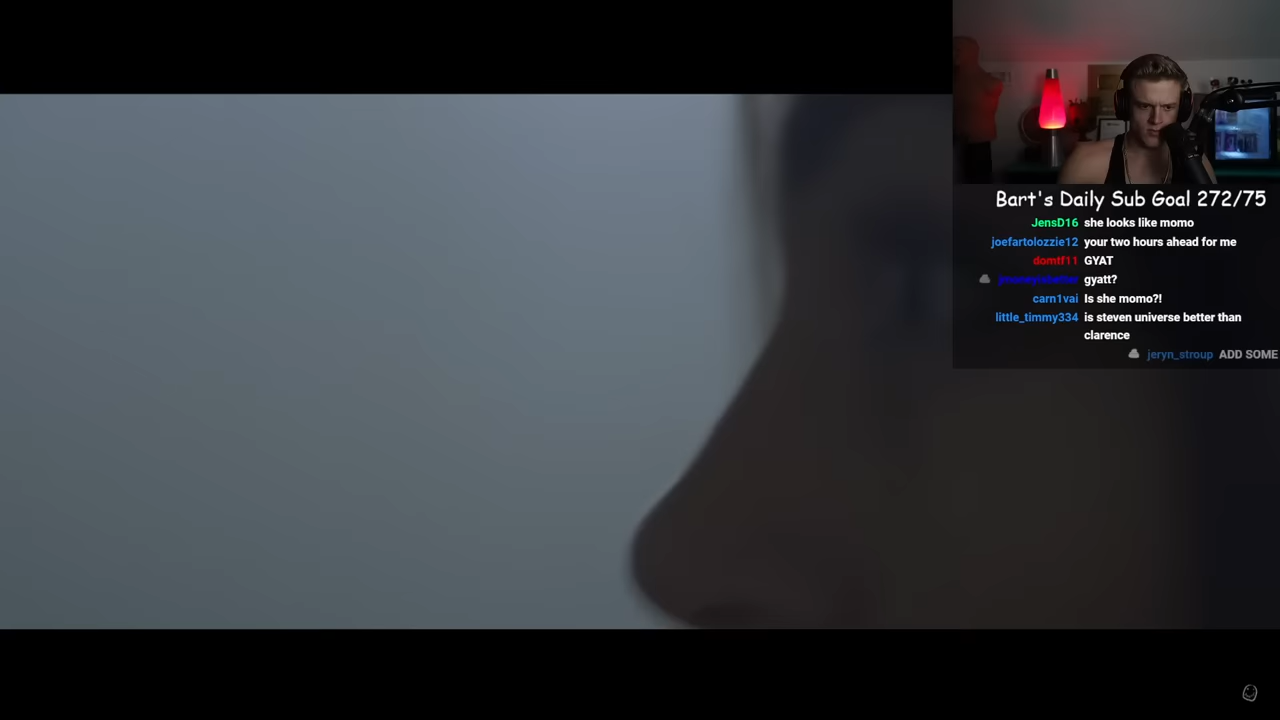 Bart's Daily Sub Goal 272/75
JensD16 she looks like momo
joefartolozzie12 your two hours ahead for me
domtf11 GYAT
gyatt?
carn1vai Is she momo?!
little_timmy334 is steven universe better than
clarence
jeryn_stroup ADD SOME